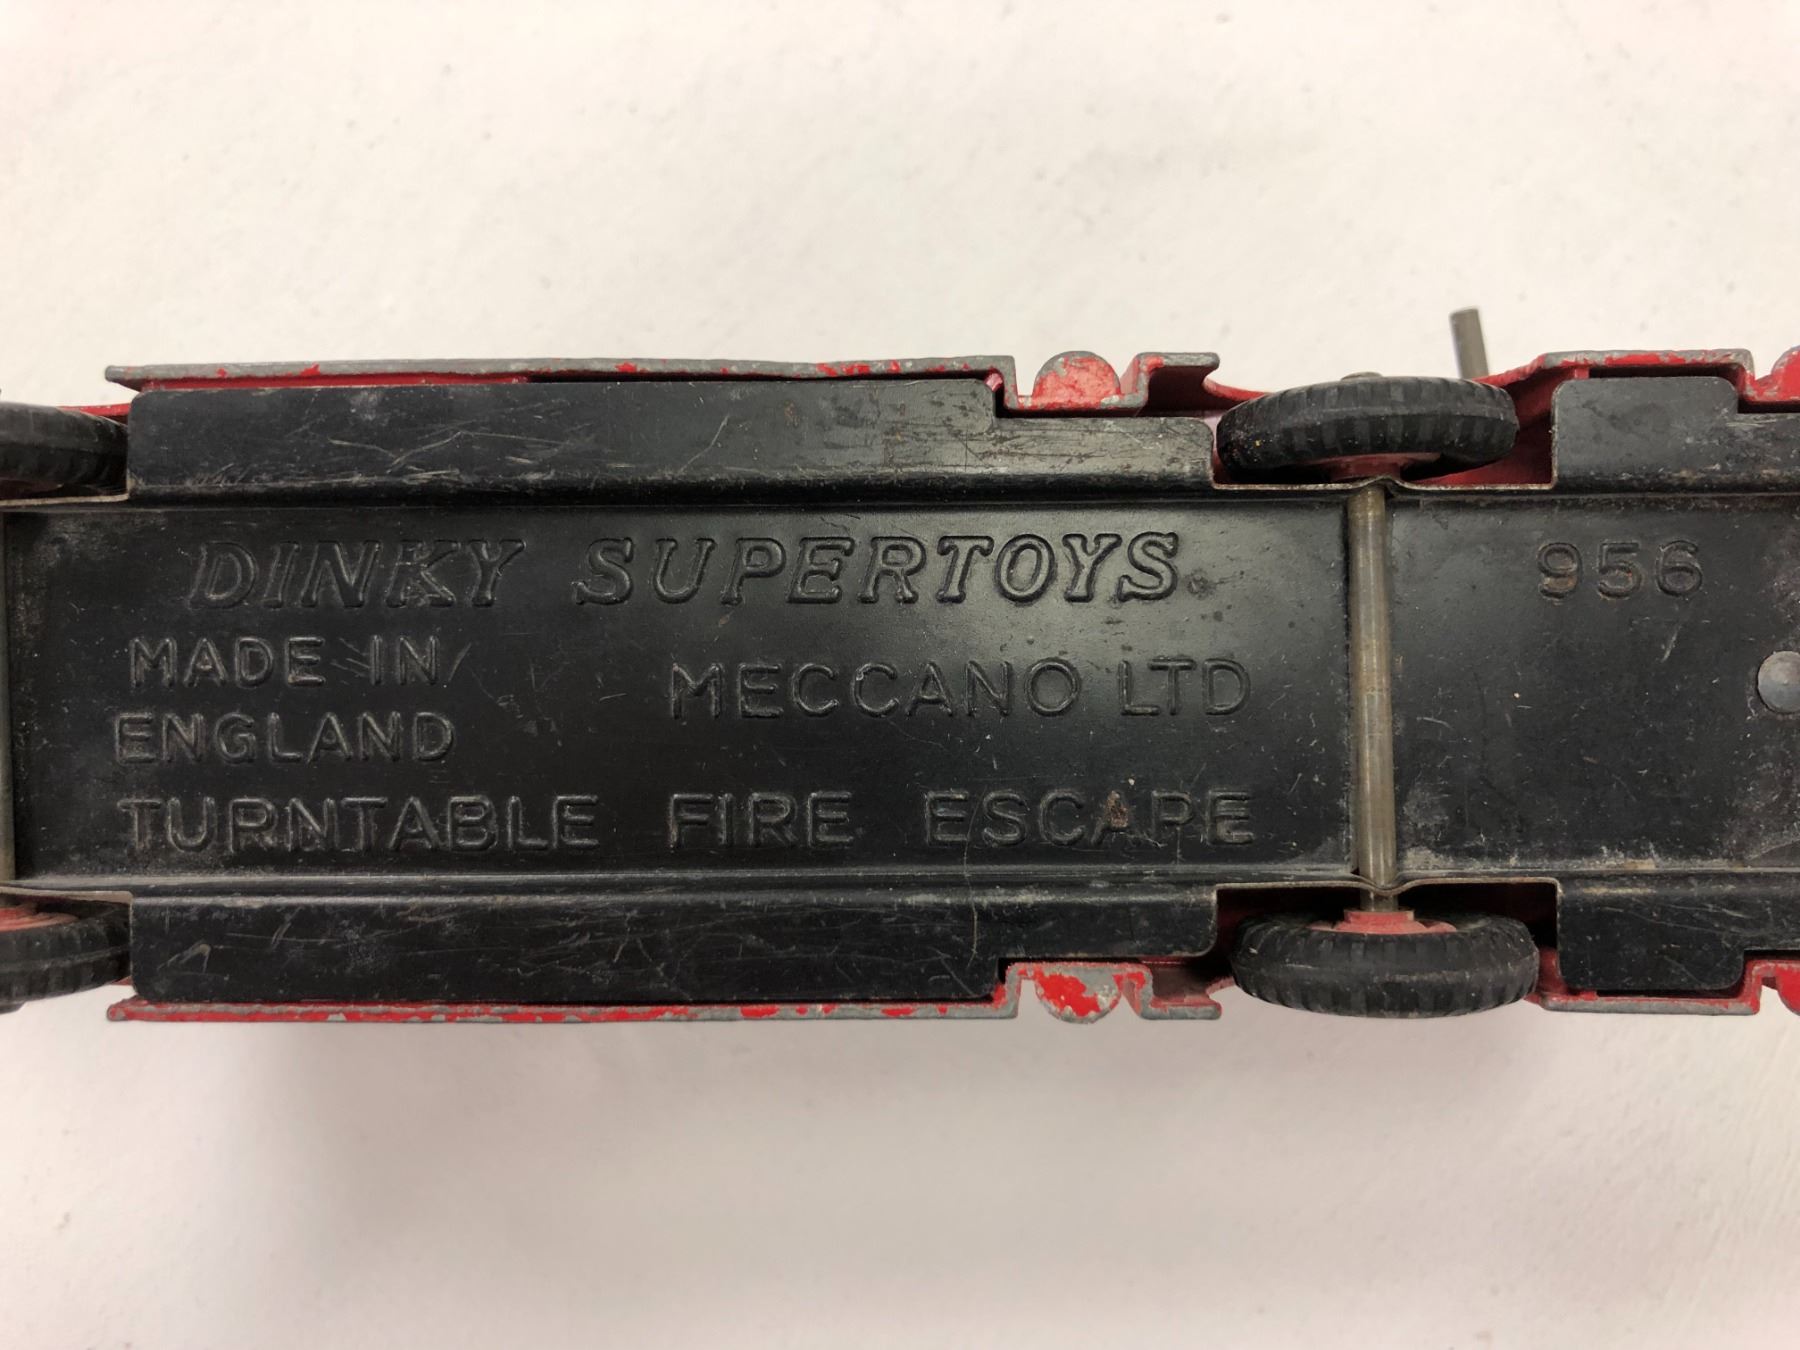 DINKY SUPERTOYS
956
MADE IN
ENGLAND
MECCANO LTD
TURNTABLE FIRE ESCAPE